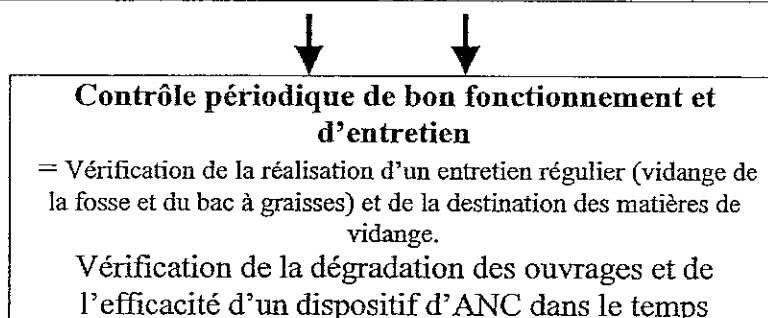 Contrôle périodique de bon fonctionnement et
d'entretien
= Vérification de la réalisation d'un entretien régulier (vidange de
la fosse et du bac à graisses) et de la destination des matières de
vidange.
Vérification de la dégradation des ouvrages et de
l'efficacité d'un dispositif d'ANC dans le temps